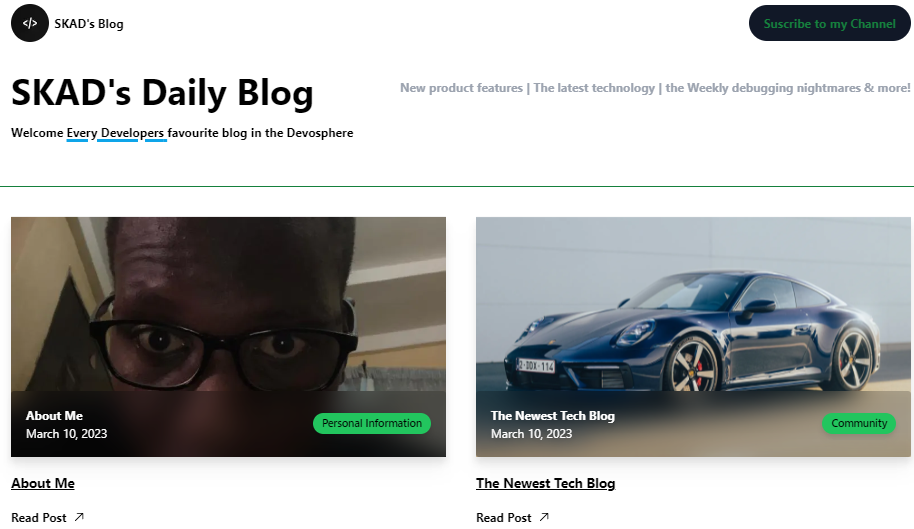 SKAD's Blog
Suscribe to my Channel
SKAD's Daily Blog
New product features | The latest technology | the Weekly debugging nightmares & more!
Welcome Every Developers favourite blog in the Devosphere
2-DDX-114
About Me
March 10, 2023
Personal Information
The Newest Tech Blog
March 10, 2023
Community
About Me
Read Post
The Newest Tech Blog
Read Post